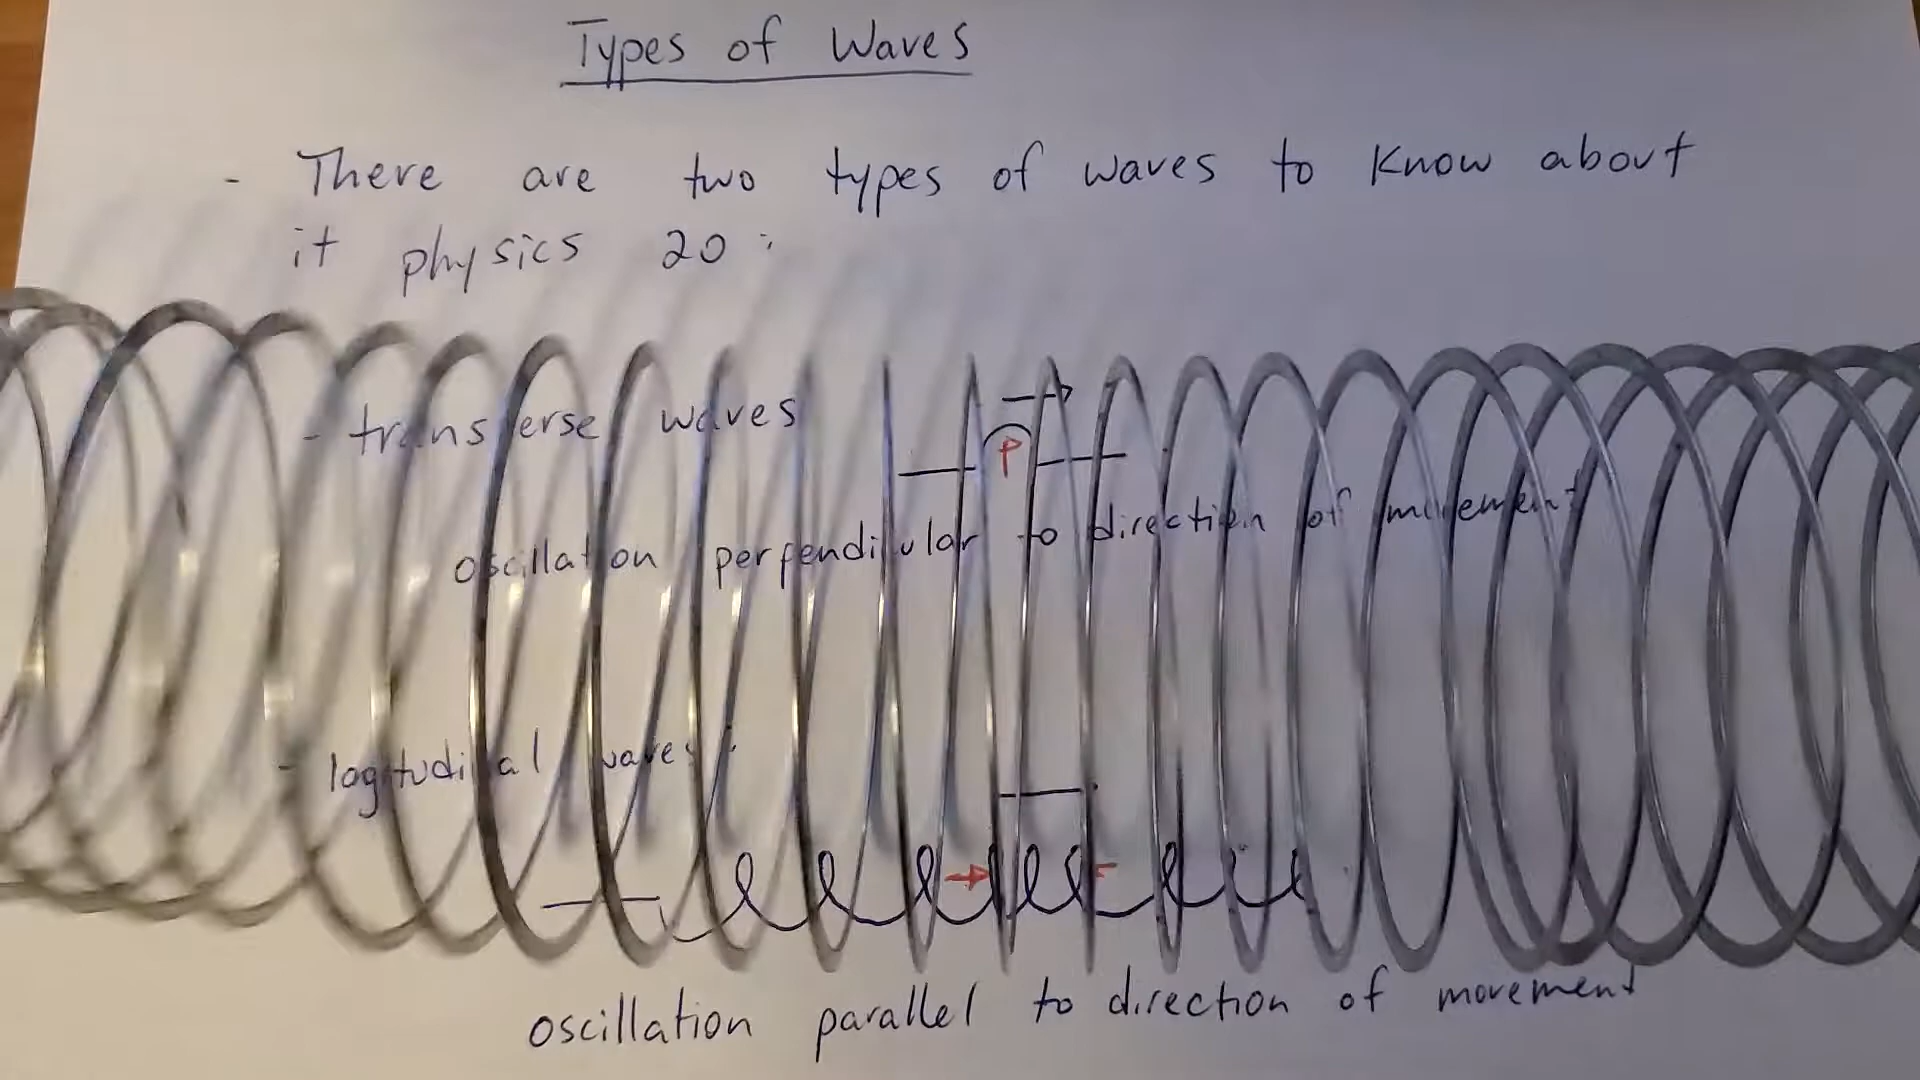 Types of Waves
- There are two types of waves to know about
it physics 20:
- transverse waves
P
oscillation perpendicular to direction of movement
- logitudinal waves:
oscillation parallel to direction of movement